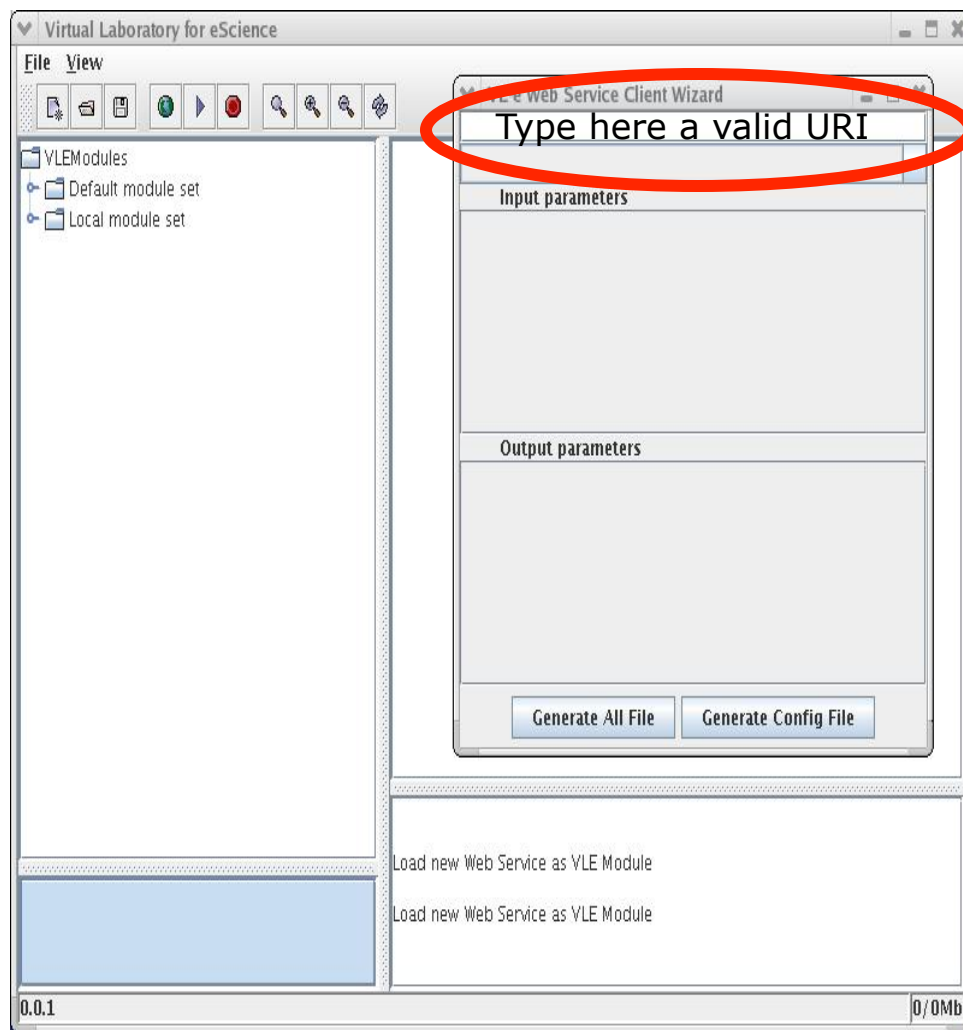 Virtual Laboratory for eScience
File View
VL-e Web Service Client Wizard
Type here a valid URI
VLEModules
Default module set
Local module set
Input parameters
Output parameters
Generate All File
Generate Config File
Load new Web Service as VLE Module
Load new Web Service as VLE Module
0.0.1
0/0Mb